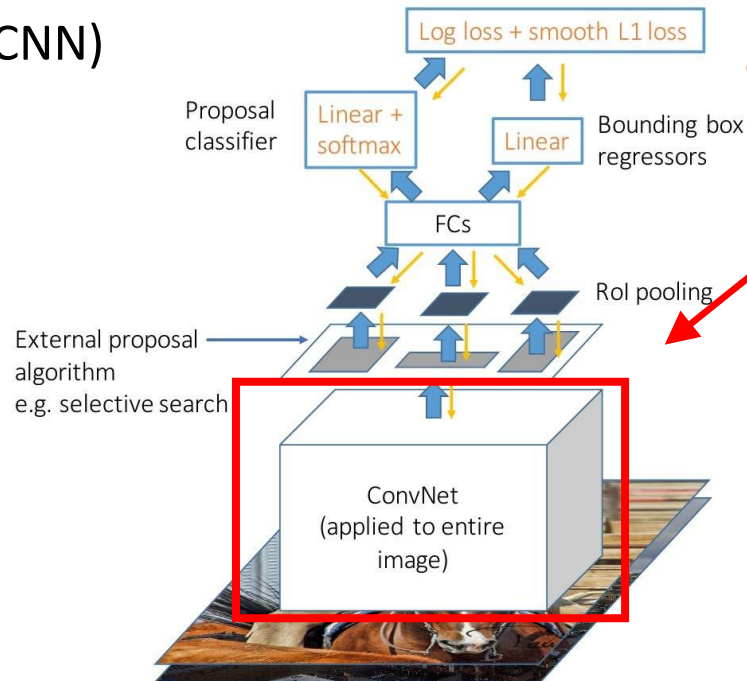 CNN)
Log loss + smooth L1 loss
Proposal
classifier
Linear +
softmax
Linear
Bounding box
regressors
FCs
RoI pooling
External proposal
algorithm
e.g. selective search
ConvNet
(applied to entire
image)